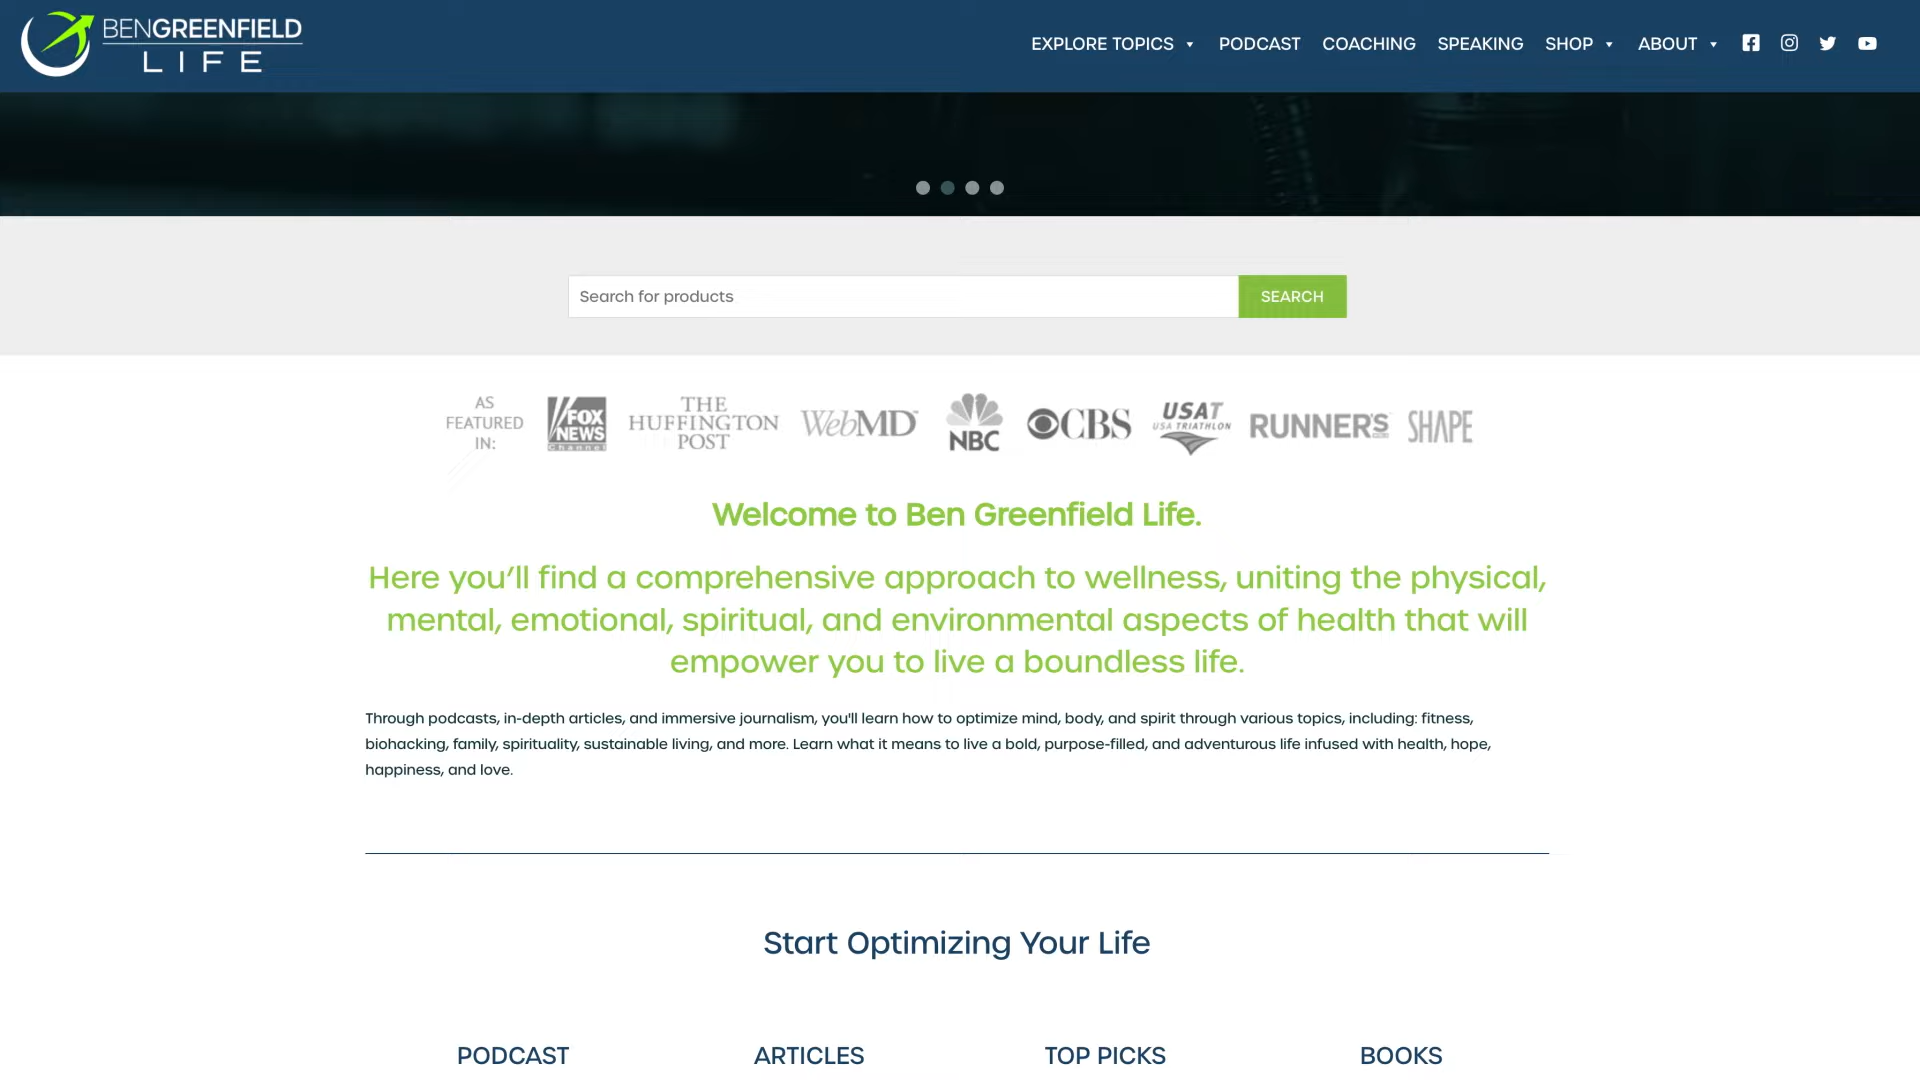 BENGREENFIELD
LIFE
EXPLORE TOPICS PODCAST COACHING SPEAKING SHOP ABOUT
Search for products
SEARCH
AS
FEATURED
IN:
FOX
NEWS
Channel
THE
HUFFINGTON
POST
WebMD
NBC
CBS
USAT
USA TRIATHLON
RUNNER'S
SHAPE
Welcome to Ben Greenfield Life.
Here you’ll find a comprehensive approach to wellness, uniting the physical,
mental, emotional, spiritual, and environmental aspects of health that will
empower you to live a boundless life.
Through podcasts, in-depth articles, and immersive journalism, you'll learn how to optimize mind, body, and spirit through various topics, including: fitness,
biohacking, family, spirituality, sustainable living, and more. Learn what it means to live a bold, purpose-filled, and adventurous life infused with health, hope,
happiness, and love.
Start Optimizing Your Life
PODCAST
ARTICLES
TOP PICKS
BOOKS